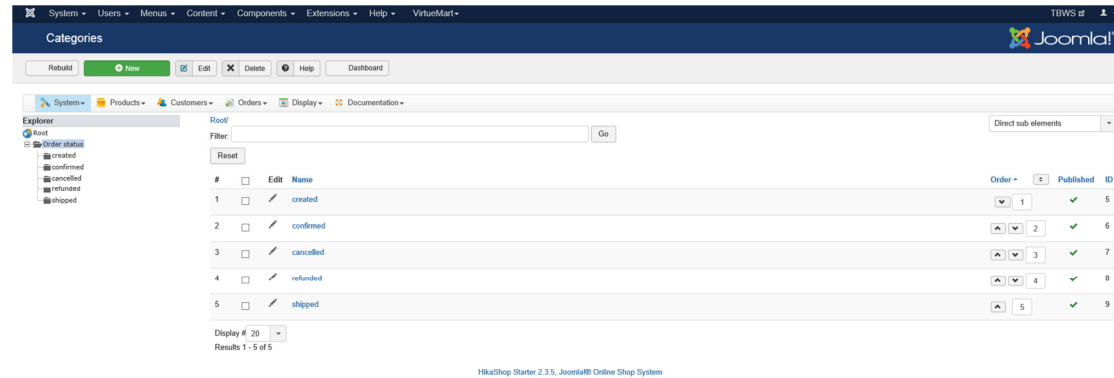 System Users Menus Content Components Extensions Help VirtueMart TBWS
Categories Joomla!
Rebuild New Edit Delete Help Dashboard
System Products Customers Orders Display Documentation
Explorer
Root
Order status
created
confirmed
cancelled
refunded
shipped
Root/
Direct sub elements
Filter: Go
Reset
# Edit Name Order Published ID
1 created 1 5
2 confirmed 2 6
3 cancelled 3 7
4 refunded 4 8
5 shipped 5 9
Display # 20
Results 1 - 5 of 5
HikaShop Starter 2.3.5, Joomla!® Online Shop System